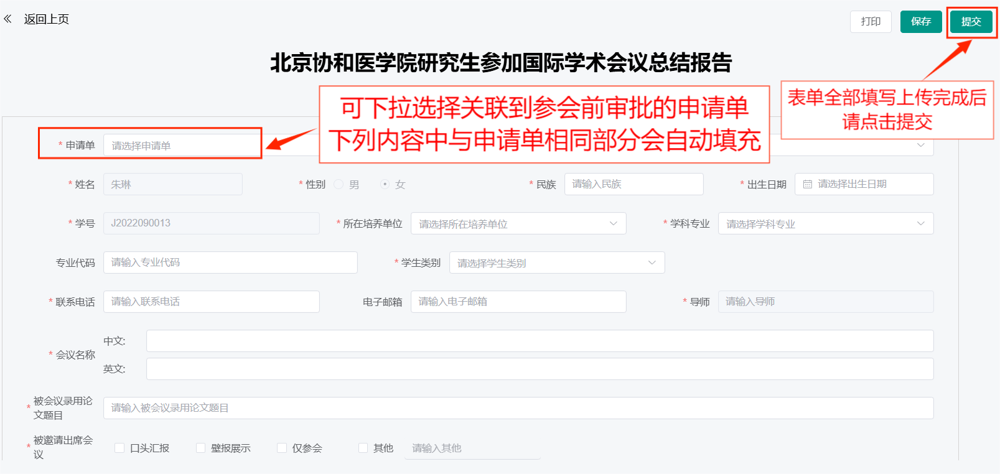 返回上页
打印
保存
提交
北京协和医学院研究生参加国际学术会议总结报告
可下拉选择关联到参会前审批的申请单
下列内容中与申请单相同部分会自动填充
表单全部填写上传完成后
请点击提交
* 申请单 请选择申请单
* 姓名 朱琳 * 性别 男 女 * 民族 请输入民族 * 出生日期 请选择出生日期
* 学号 J2022090013 * 所在培养单位 请选择所在培养单位 * 学科专业 请选择学科专业
专业代码 请输入专业代码 * 学生类别 请选择学生类别
* 联系电话 请输入联系电话 电子邮箱 请输入电子邮箱 * 导师 请输入导师
* 会议名称
中文:
英文:
* 被会议录用论
文题目
请输入被会议录用论文题目
* 被邀请出席会
议
口头汇报 壁报展示 仅参会 其他 请输入其他